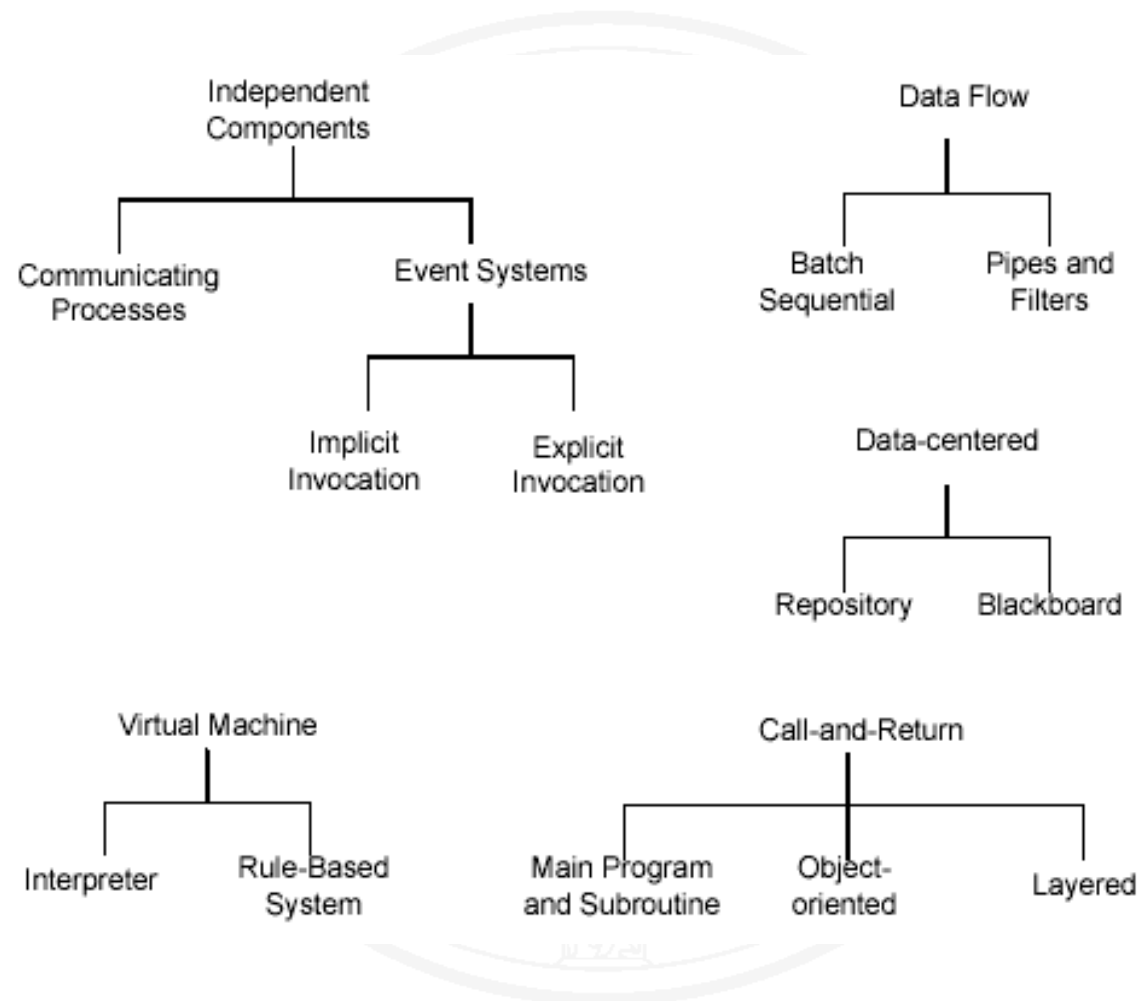 Independent
Components
Communicating
Processes
Event Systems
Implicit
Invocation
Explicit
Invocation
Data Flow
Batch
Sequential
Pipes and
Filters
Data-centered
Repository
Blackboard
Virtual Machine
Interpreter
Rule-Based
System
Call-and-Return
Main Program
and Subroutine
Object-
oriented
Layered